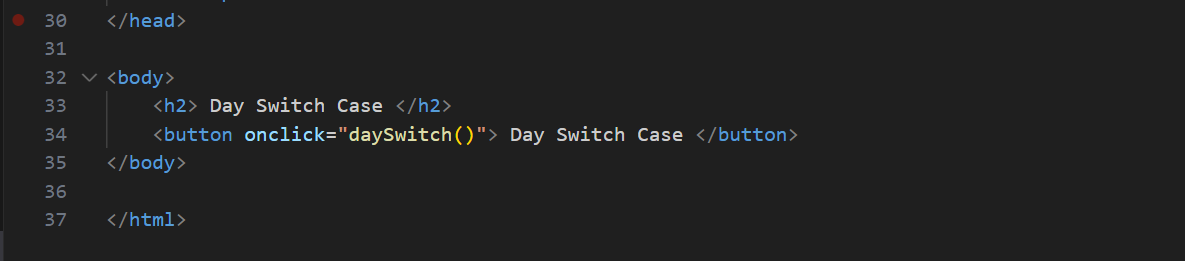 30 </head>
31
32 <body>
33 <h2> Day Switch Case </h2>
34 <button onclick="daySwitch()"> Day Switch Case </button>
35 </body>
36
37 </html>